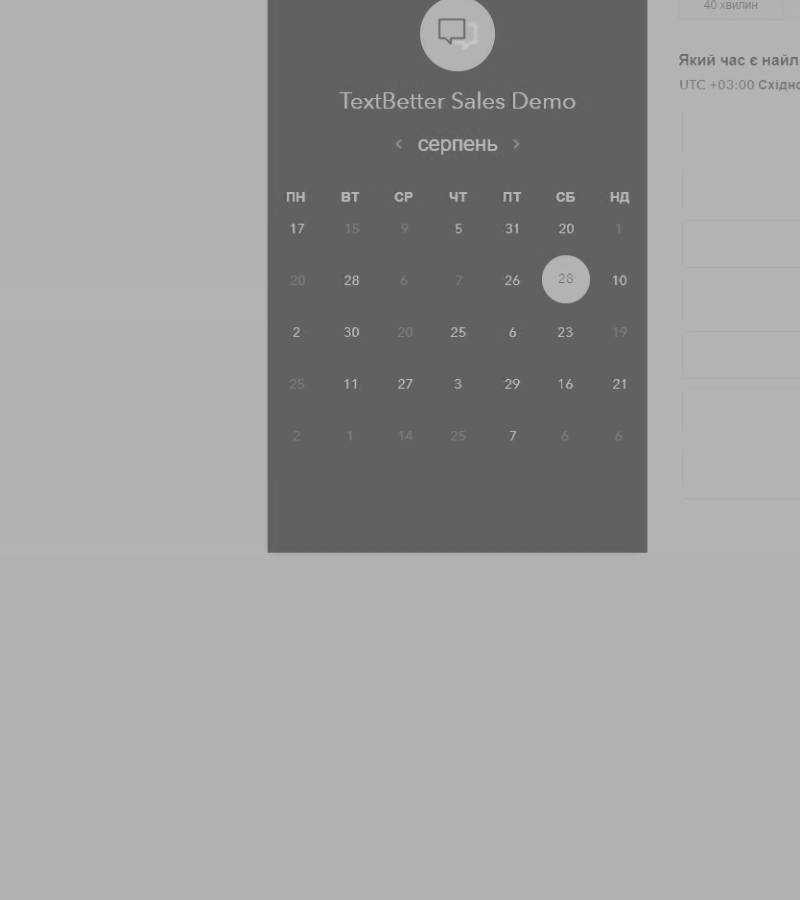 40 хвилин
Який час є найл
UTC +03:00 Східно
TextBetter Sales Demo
‹ серпень ›
ПН ВТ СР ЧТ ПТ СБ НД
17 15 9 5 31 20 1
20 28 6 7 26 28 10
2 30 20 25 6 23 19
25 11 27 3 29 16 21
2 1 14 25 7 6 6